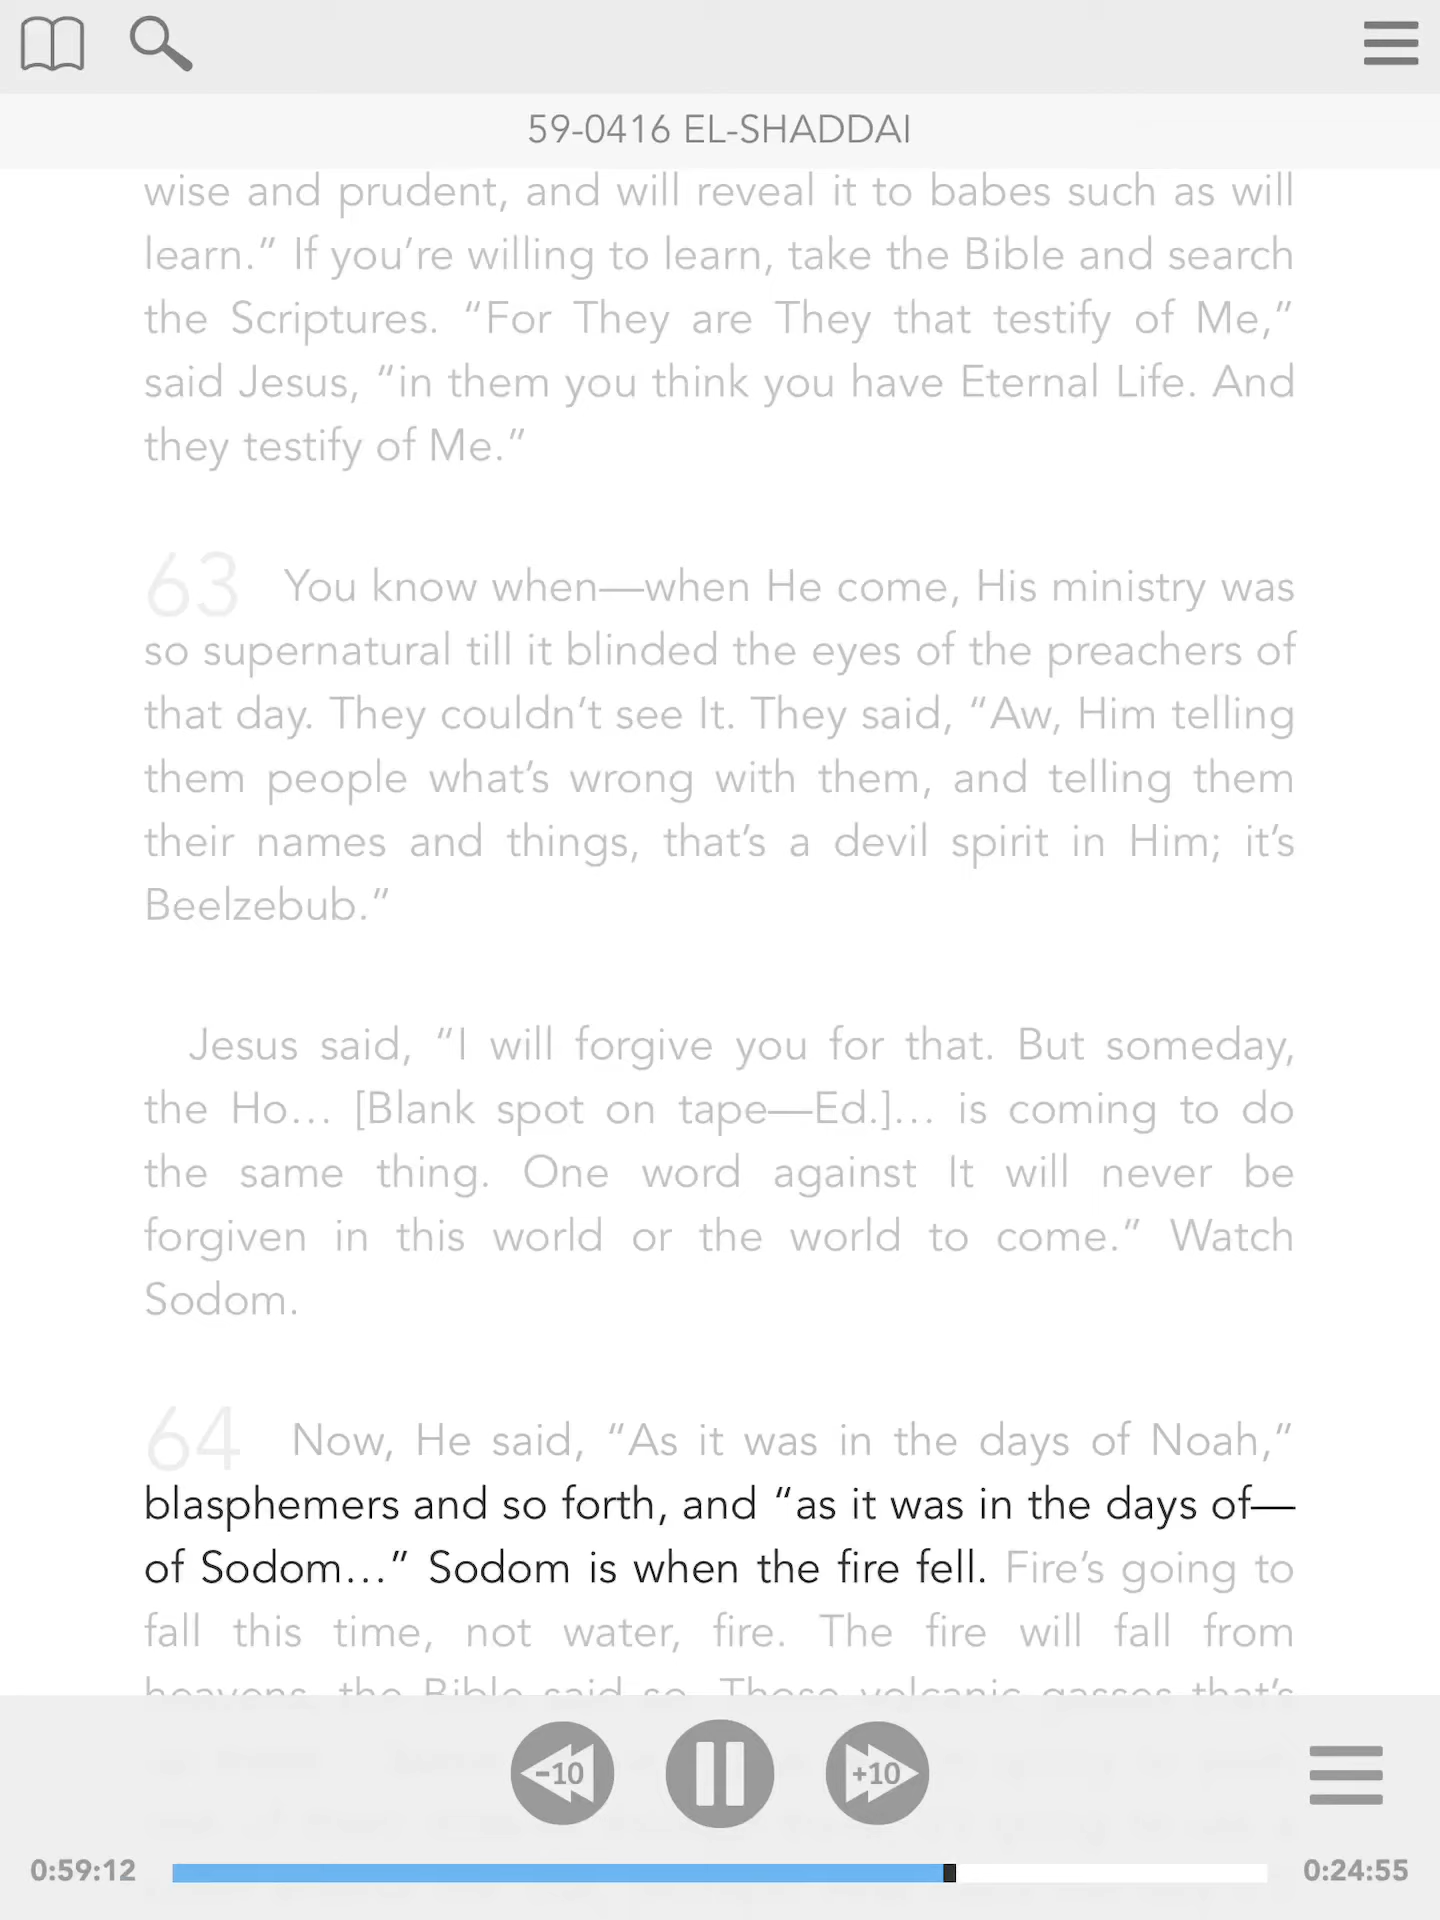 59-0416 EL-SHADDAI
wise and prudent, and will reveal it to babes such as will
learn.” If you’re willing to learn, take the Bible and search
the Scriptures. “For They are They that testify of Me,”
said Jesus, “in them you think you have Eternal Life. And
they testify of Me.”
63 You know when—when He come, His ministry was
so supernatural till it blinded the eyes of the preachers of
that day. They couldn’t see It. They said, “Aw, Him telling
them people what’s wrong with them, and telling them
their names and things, that’s a devil spirit in Him; it’s
Beelzebub.”
Jesus said, “I will forgive you for that. But someday,
the Ho… [Blank spot on tape—Ed.]… is coming to do
the same thing. One word against It will never be
forgiven in this world or the world to come.” Watch
Sodom.
64 Now, He said, “As it was in the days of Noah,”
blasphemers and so forth, and “as it was in the days of—
of Sodom…” Sodom is when the fire fell. Fire’s going to
fall this time, not water, fire. The fire will fall from
heavens, the Bible said so. Those volcanic gasses that’s
-10 +10
0:59:12 0:24:55